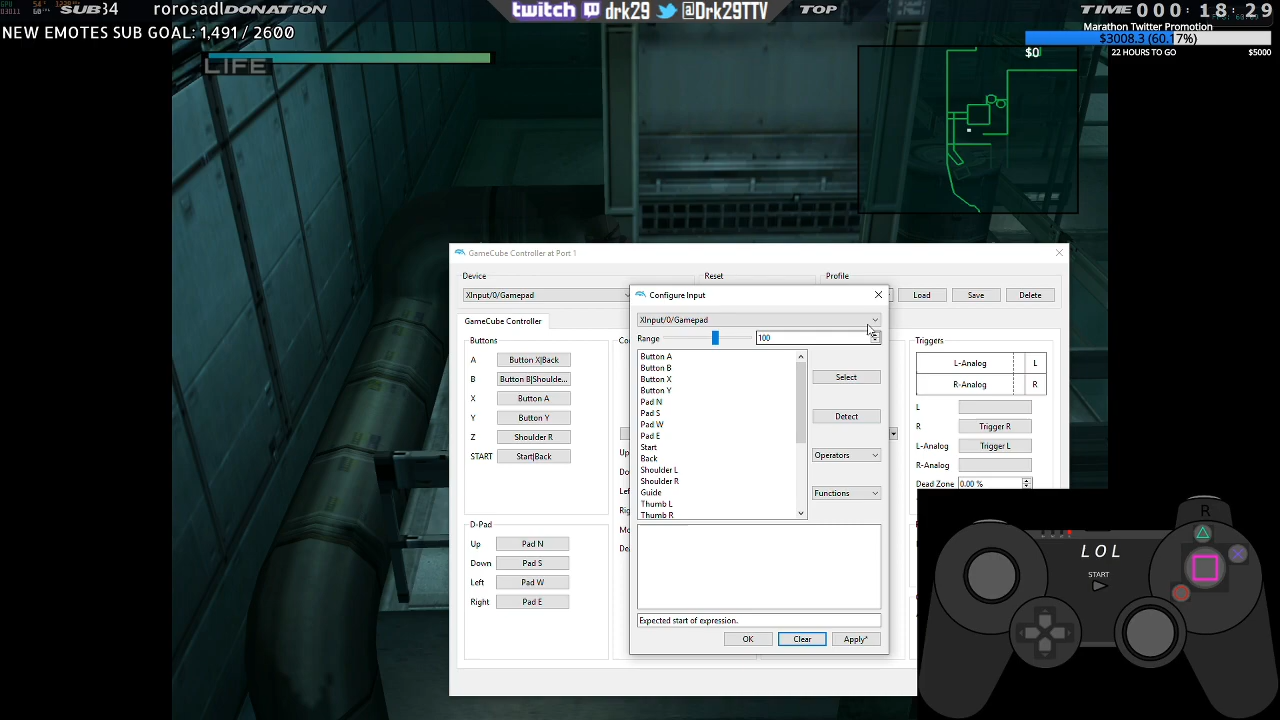 SUB34 rorosadlDONATION
twitch drk29 @Drk29TTV
TOP
TIME 000:18:29
NEW EMOTES SUB GOAL: 1,491 / 2600
Marathon Twitter Promotion
$3008.3 (60.17%)
$0 22 HOURS TO GO $5000
LIFE
GameCube Controller at Port 1
Device
Reset
Profile
XInput/0/Gamepad
Load
Save
Delete
GameCube Controller
Buttons
A Button X|Back
B Button B|Shoulde...
X Button A
Y Button Y
Z Shoulder R
START Start|Back
D-Pad
Up Pad N
Down Pad S
Left Pad W
Right Pad E
Configure Input
XInput/0/Gamepad
Range 100
Button A
Button B
Button X
Button Y
Pad N
Pad S
Pad W
Pad E
Start
Back
Shoulder L
Shoulder R
Guide
Thumb L
Thumb R
Select
Detect
Operators
Functions
Expected start of expression.
OK
Clear
Apply*
Triggers
L-Analog L
R-Analog R
L
R Trigger R
L-Analog Trigger L
R-Analog
Dead Zone 0.00 %
R
LOL
START